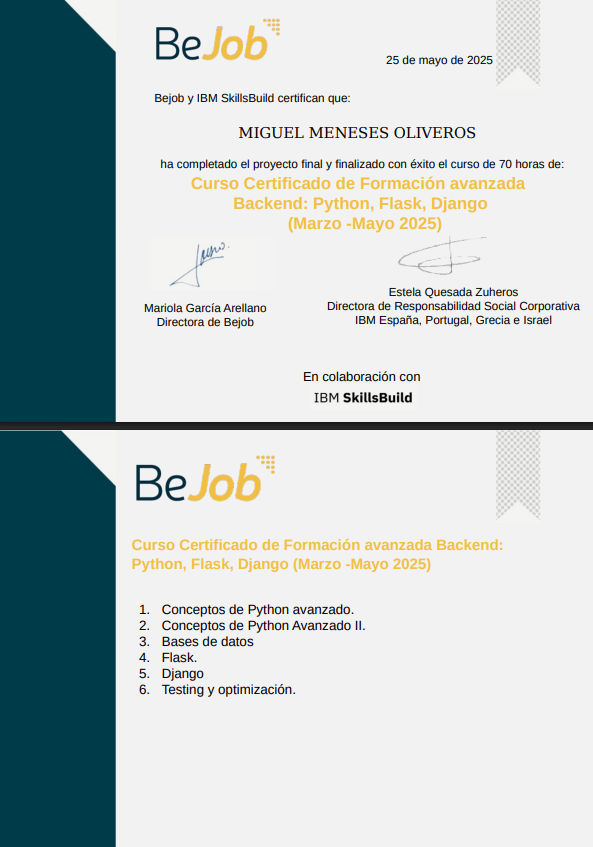 BeJob
25 de mayo de 2025
Bejob y IBM SkillsBuild certifican que:
MIGUEL MENESES OLIVEROS
ha completado el proyecto final y finalizado con éxito el curso de 70 horas de:
Curso Certificado de Formación avanzada
Backend: Python, Flask, Django
(Marzo -Mayo 2025)
Mariola García Arellano
Directora de Bejob
Estela Quesada Zuheros
Directora de Responsabilidad Social Corporativa
IBM España, Portugal, Grecia e Israel
En colaboración con
IBM SkillsBuild
BeJob
Curso Certificado de Formación avanzada Backend:
Python, Flask, Django (Marzo -Mayo 2025)
1. Conceptos de Python avanzado.
2. Conceptos de Python Avanzado II.
3. Bases de datos
4. Flask.
5. Django
6. Testing y optimización.